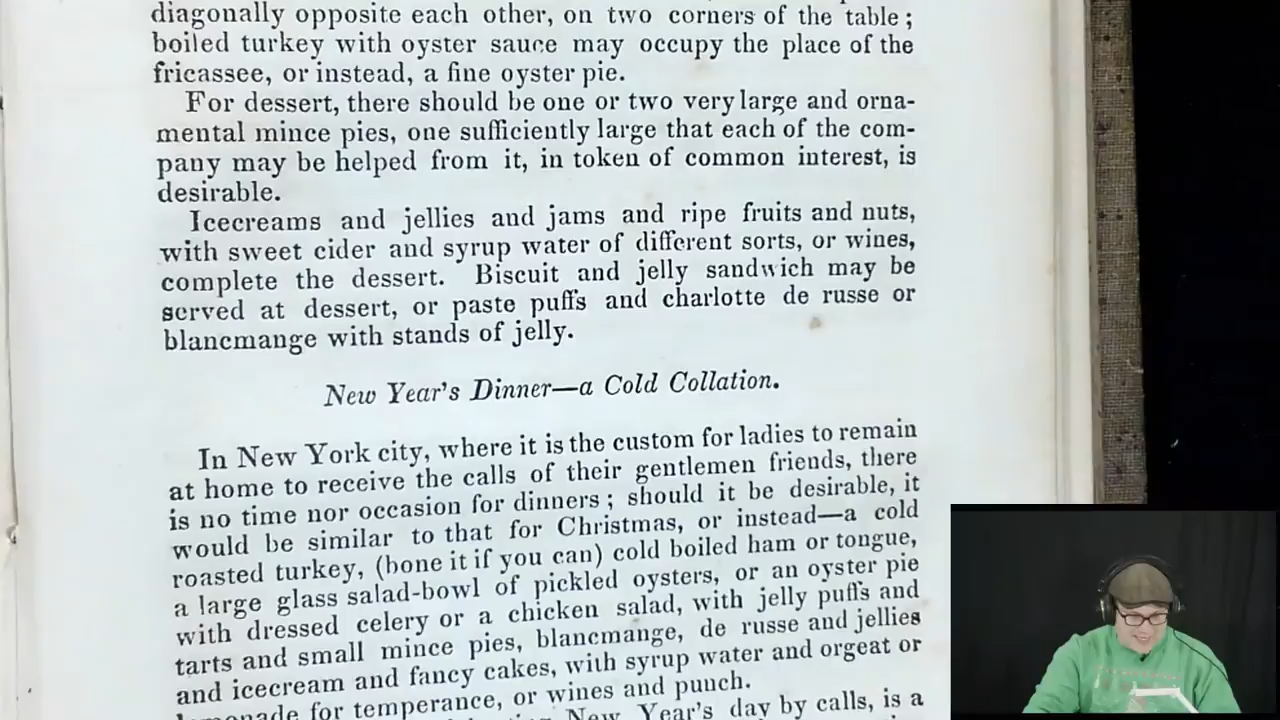 diagonally opposite each other, on two corners of the table;
boiled turkey with oyster sauce may occupy the place of the
fricassee, or instead, a fine oyster pie.
For dessert, there should be one or two very large and orna-
mental mince pies, one sufficiently large that each of the com-
pany may be helped from it, in token of common interest, is
desirable.
Icecreams and jellies and jams and ripe fruits and nuts,
with sweet cider and syrup water of different sorts, or wines,
complete the dessert. Biscuit and jelly sandwich may be
served at dessert, or paste puffs and charlotte de russe or
blancmange with stands of jelly.
New Year's Dinner—a Cold Collation.
In New York city, where it is the custom for ladies to remain
at home to receive the calls of their gentlemen friends, there
is no time nor occasion for dinners; should it be desirable, it
would be similar to that for Christmas, or instead—a cold
roasted turkey, (bone it if you can) cold boiled ham or tongue,
a large glass salad-bowl of pickled oysters, or an oyster pie
with dressed celery or a chicken salad, with jelly puffs and
tarts and small mince pies, blancmange, de russe and jellies
and icecream and fancy cakes, with syrup water and orgeat or
lemonade for temperance, or wines and punch.
New Year's day by calls, is a